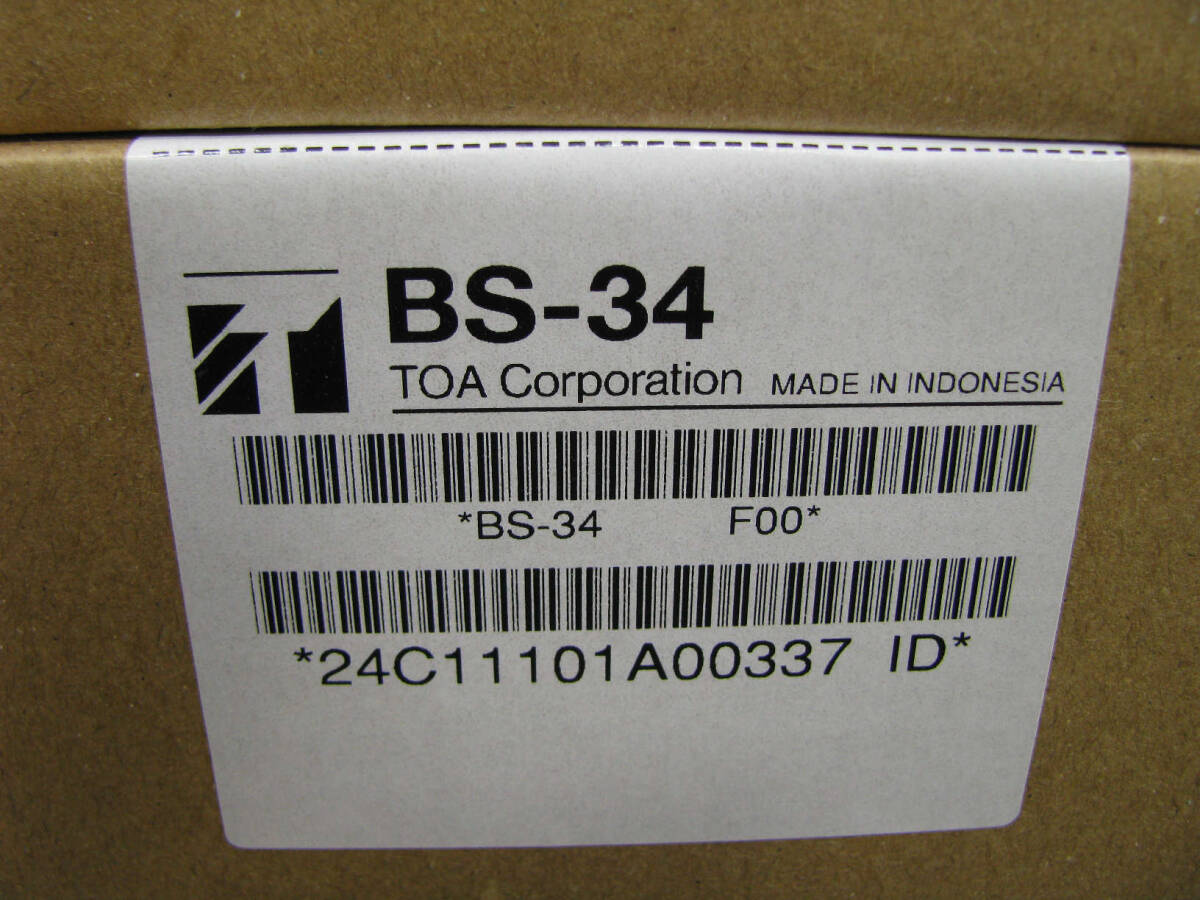 BS-34
TOA Corporation MADE IN INDONESIA
*BS-34 F00*
*24C11101A00337 ID*